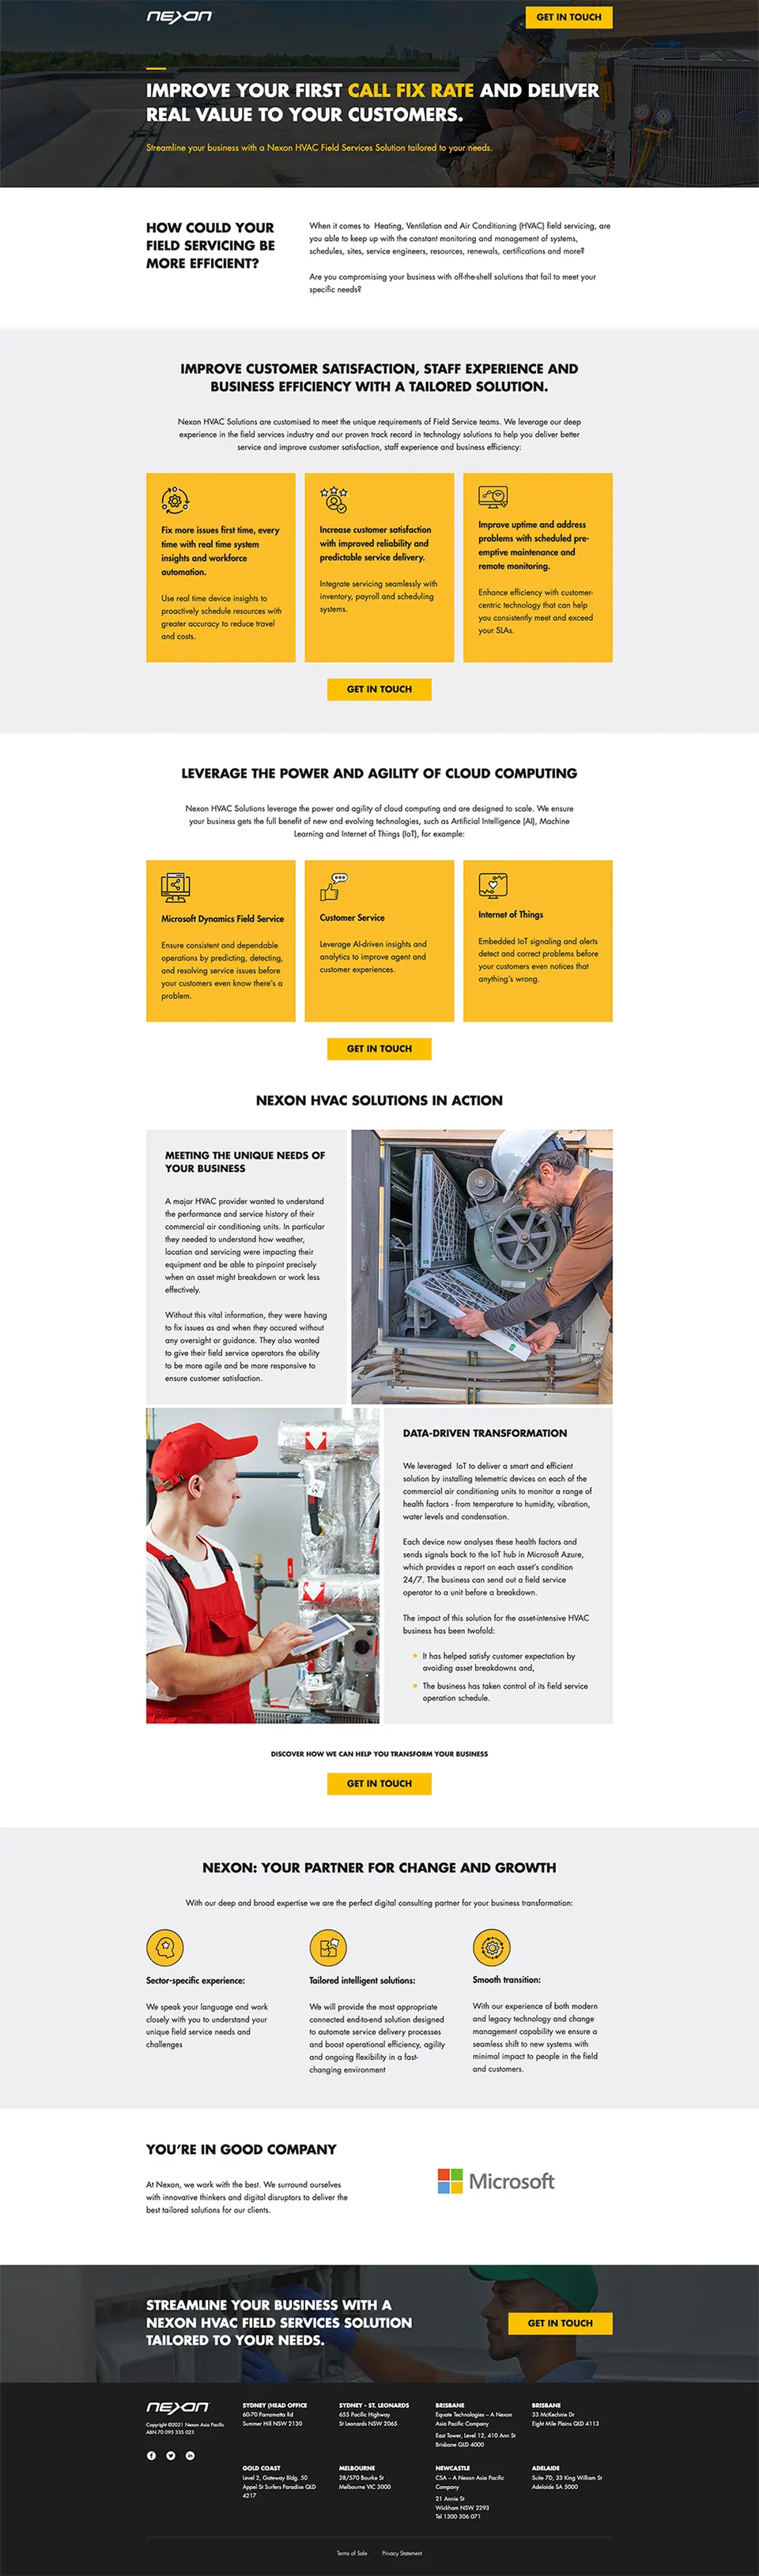 nexon
GET IN TOUCH
IMPROVE YOUR FIRST CALL FIX RATE AND DELIVER
REAL VALUE TO YOUR CUSTOMERS.
Streamline your business with a Nexon HVAC Field Services Solution tailored to your needs.
HOW COULD YOUR
FIELD SERVICING BE
MORE EFFICIENT?
When it comes to Heating, Ventilation and Air Conditioning (HVAC) field servicing, are
you able to keep up with the constant monitoring and management of systems,
schedules, sites, service engineers, resources, renewals, certifications and more?
Are you compromising your business with off-the-shelf solutions that fail to meet your
specific needs?
IMPROVE CUSTOMER SATISFACTION, STAFF EXPERIENCE AND
BUSINESS EFFICIENCY WITH A TAILORED SOLUTION.
Nexon HVAC Solutions are customised to meet the unique requirements of Field Service teams. We leverage our deep
experience in the field services industry and our proven track record in technology solutions to help you deliver better
service and improve customer satisfaction, staff experience and business efficiency:
Fix more issues first time, every
time with real time system
insights and workforce
automation.
Use real time device insights to
proactively schedule resources with
greater accuracy to reduce travel
and costs.
Increase customer satisfaction
with improved reliability and
predictable service delivery.
Integrate servicing seamlessly with
inventory, payroll and scheduling
systems.
Improve uptime and address
problems with scheduled pre-
emptive maintenance and
remote monitoring.
Enhance efficiency with customer-
centric technology that can help
you consistently meet and exceed
your SLAs.
GET IN TOUCH
LEVERAGE THE POWER AND AGILITY OF CLOUD COMPUTING
Nexon HVAC Solutions leverage the power and agility of cloud computing and are designed to scale. We ensure
your business gets the full benefit of new and evolving technologies, such as Artificial Intelligence (AI), Machine
Learning and Internet of Things (IoT), for example:
Microsoft Dynamics Field Service
Ensure consistent and dependable
operations by predicting, detecting,
and resolving service issues before
your customers even know there's a
problem.
Customer Service
Leverage AI-driven insights and
analytics to improve agent and
customer experiences.
Internet of Things
Embedded IoT signaling and alerts
detect and correct problems before
your customers even notices that
anything's wrong.
GET IN TOUCH
NEXON HVAC SOLUTIONS IN ACTION
MEETING THE UNIQUE NEEDS OF
YOUR BUSINESS
A major HVAC provider wanted to understand
the performance and service history of their
commercial air conditioning units. In particular
they needed to understand how weather,
location and servicing were impacting their
equipment and be able to pinpoint precisely
when an asset might breakdown or work less
effectively.
Without this vital information, they were having
to fix issues as and when they occured without
any oversight or guidance. They also wanted
to give their field service operators the ability
to be more agile and be more responsive to
ensure customer satisfaction.
DATA-DRIVEN TRANSFORMATION
We leveraged IoT to deliver a smart and efficient
solution by installing telemetric devices on each of the
commercial air conditioning units to monitor a range of
health factors - from temperature to humidity, vibration,
water levels and condensation.
Each device now analyses these health factors and
sends signals back to the IoT hub in Microsoft Azure,
which provides a report on each asset's condition
24/7. The business can send out a field service
operator to a unit before a breakdown.
The impact of this solution for the asset-intensive HVAC
business has been twofold:
It has helped satisfy customer expectation by
avoiding asset breakdowns and,
The business has taken control of its field service
operation schedule.
DISCOVER HOW WE CAN HELP YOU TRANSFORM YOUR BUSINESS
GET IN TOUCH
NEXON: YOUR PARTNER FOR CHANGE AND GROWTH
With our deep and broad expertise we are the perfect digital consulting partner for your business transformation:
Sector-specific experience:
We speak your language and work
closely with you to understand your
unique field service needs and
challenges
Tailored intelligent solutions:
We will provide the most appropriate
connected end-to-end solution designed
to automate service delivery processes
and boost operational efficiency, agility
and ongoing flexibility in a fast-
changing environment
Smooth transition:
With our experience of both modern
and legacy technology and change
management capability we ensure a
seamless shift to new systems with
minimal impact to people in the field
and customers.
YOU'RE IN GOOD COMPANY
At Nexon, we work with the best. We surround ourselves
with innovative thinkers and digital disruptors to deliver the
best tailored solutions for our clients.
Microsoft
STREAMLINE YOUR BUSINESS WITH A
NEXON HVAC FIELD SERVICES SOLUTION
TAILORED TO YOUR NEEDS.
GET IN TOUCH
nexon
Copyright ©2021 Nexon Asia Pacific
ABN 70 095 335 023
SYDNEY (HEAD OFFICE
60-70 Parramatta Rd
Summer Hill NSW 2130
SYDNEY - ST. LEONARDS
655 Pacific Highway
St Leonards NSW 2065
BRISBANE
Equate Technologies – A Nexon
Asia Pacific Company
East Tower, Level 12, 410 Ann St
Brisbane QLD 4000
BRISBANE
33 McKechnie Dr
Eight Mile Plains QLD 4113
GOLD COAST
Level 2, Gateway Bldg. 50
Appel St Surfers Paradise QLD
4217
MELBOURNE
28/570 Bourke St
Melbourne VIC 3000
NEWCASTLE
CSA – A Nexon Asia Pacific
Company
21 Annie St
Wickham NSW 2293
Tel 1300 306 071
ADELAIDE
Suite 7D, 33 King William St
Adelaide SA 5000
Terms of Sale
Privacy Statement